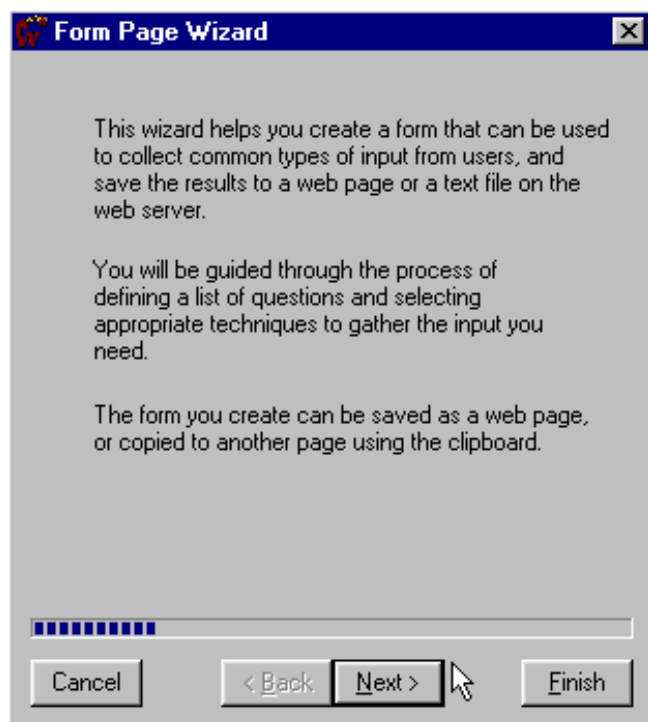 Form Page Wizard
This wizard helps you create a form that can be used
to collect common types of input from users, and
save the results to a web page or a text file on the
web server.
You will be guided through the process of
defining a list of questions and selecting
appropriate techniques to gather the input you
need.
The form you create can be saved as a web page,
or copied to another page using the clipboard.
Cancel
< Back
Next >
Finish